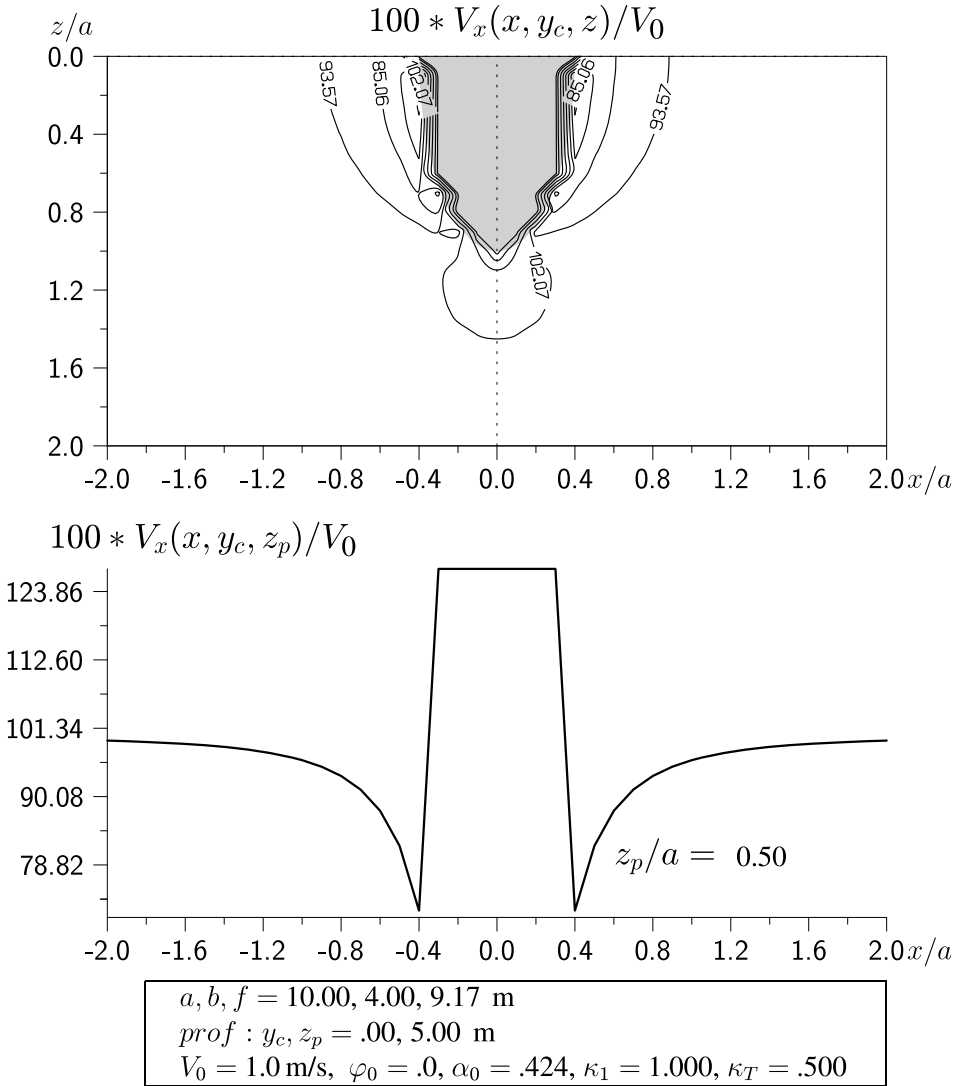 100 ∗ V_x(x, y_c, z)/V_0
z/a
0.0
0.4
0.8
1.2
1.6
2.0
93.57
85.06
102.07
85.06
93.57
102.07
-2.0 -1.6 -1.2 -0.8 -0.4 0.0 0.4 0.8 1.2 1.6 2.0 x/a
100 ∗ V_x(x, y_c, z_p)/V_0
123.86
112.60
101.34
90.08
78.82
z_p/a = 0.50
-2.0 -1.6 -1.2 -0.8 -0.4 0.0 0.4 0.8 1.2 1.6 2.0 x/a
a, b, f = 10.00, 4.00, 9.17 m
prof : y_c, z_p = .00, 5.00 m
V_0 = 1.0 m/s, φ_0 = .0, α_0 = .424, κ_1 = 1.000, κ_T = .500